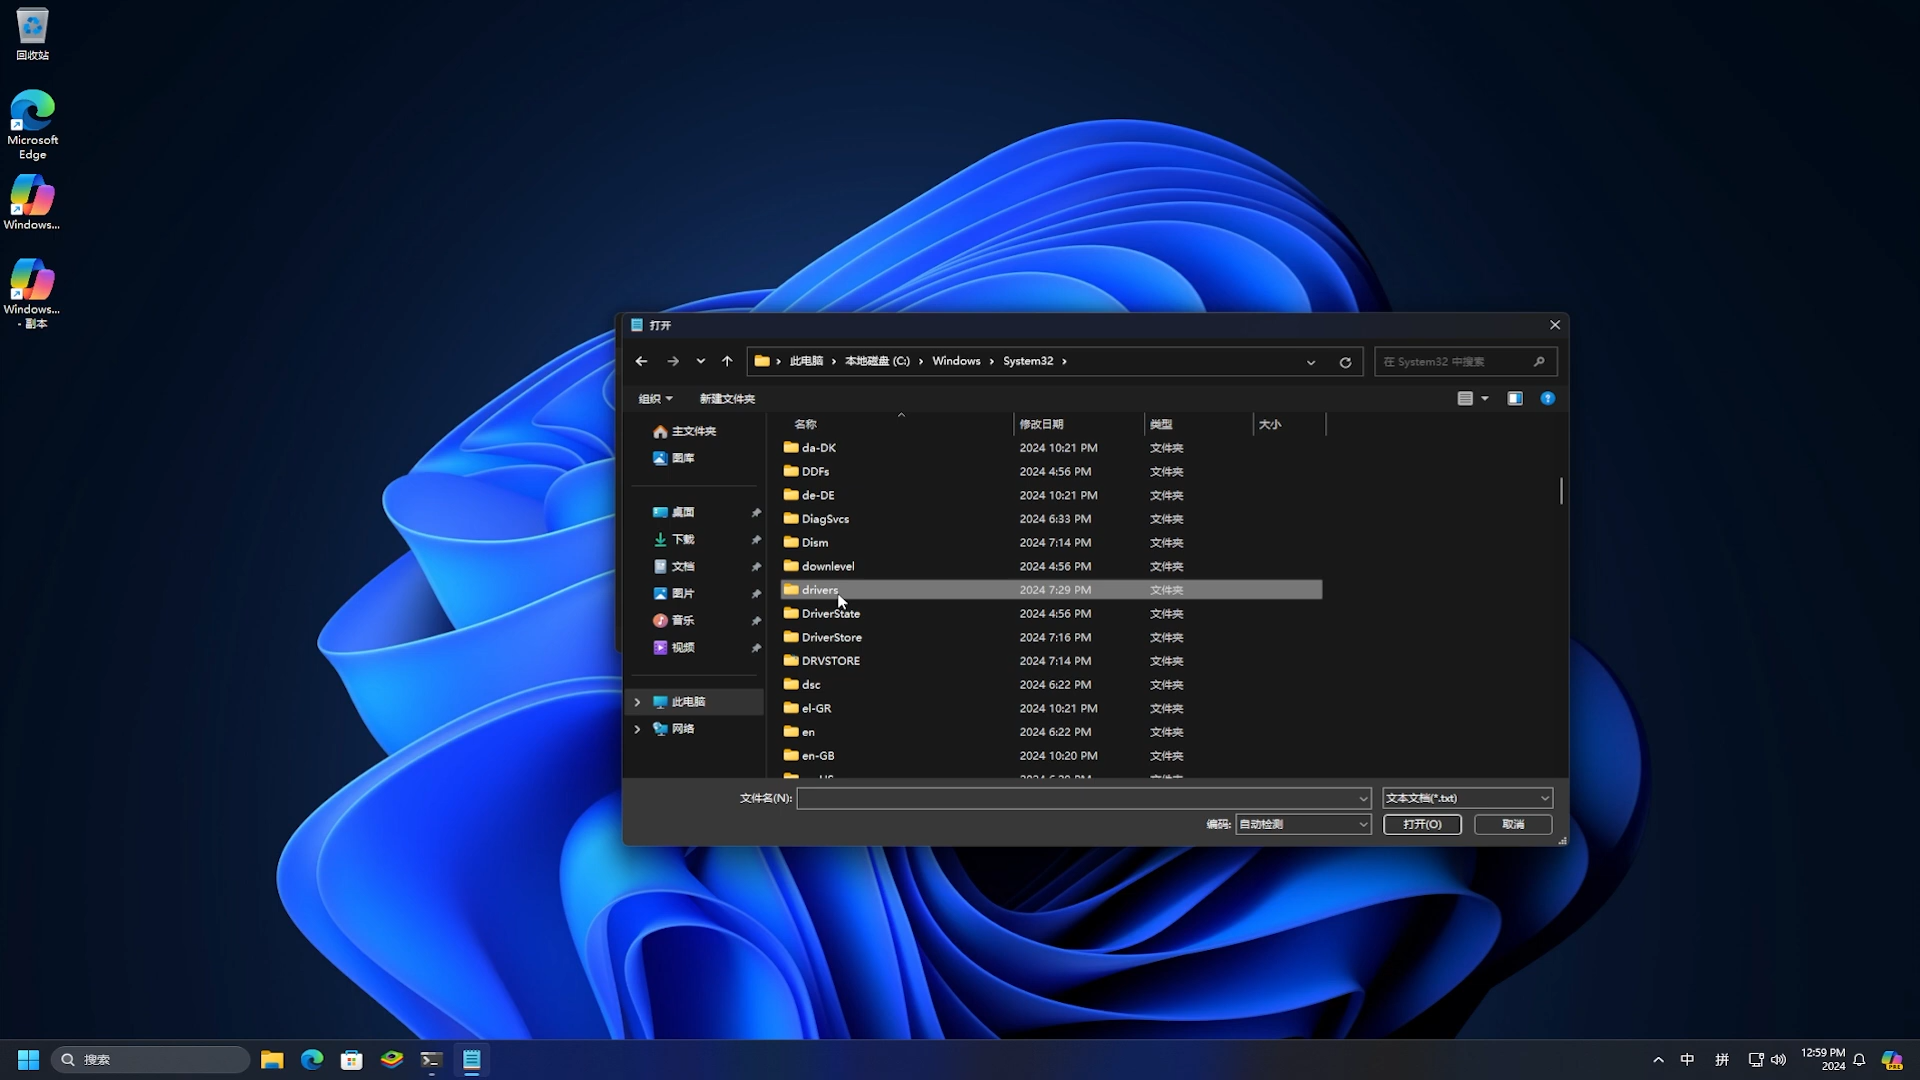 回收站
Microsoft
Edge
Windows...
Windows...
- 副本
打开
此电脑 › 本地磁盘 (C:) › Windows › System32 ›
在 System32 中搜索
组织
新建文件夹
主文件夹
图库
桌面
下载
文档
图片
音乐
视频
此电脑
网络
名称 修改日期 类型 大小
da-DK 2024 10:21 PM 文件夹
DDFs 2024 4:56 PM 文件夹
de-DE 2024 10:21 PM 文件夹
DiagSvcs 2024 6:33 PM 文件夹
Dism 2024 7:14 PM 文件夹
downlevel 2024 4:56 PM 文件夹
drivers 2024 7:29 PM 文件夹
DriverState 2024 4:56 PM 文件夹
DriverStore 2024 7:16 PM 文件夹
DRVSTORE 2024 7:14 PM 文件夹
dsc 2024 6:22 PM 文件夹
el-GR 2024 10:21 PM 文件夹
en 2024 6:22 PM 文件夹
en-GB 2024 10:20 PM 文件夹
文件名(N):
文本文档(*.txt)
编码: 自动检测
打开(O)
取消
搜索
中
拼
12:59 PM
2024
PRE